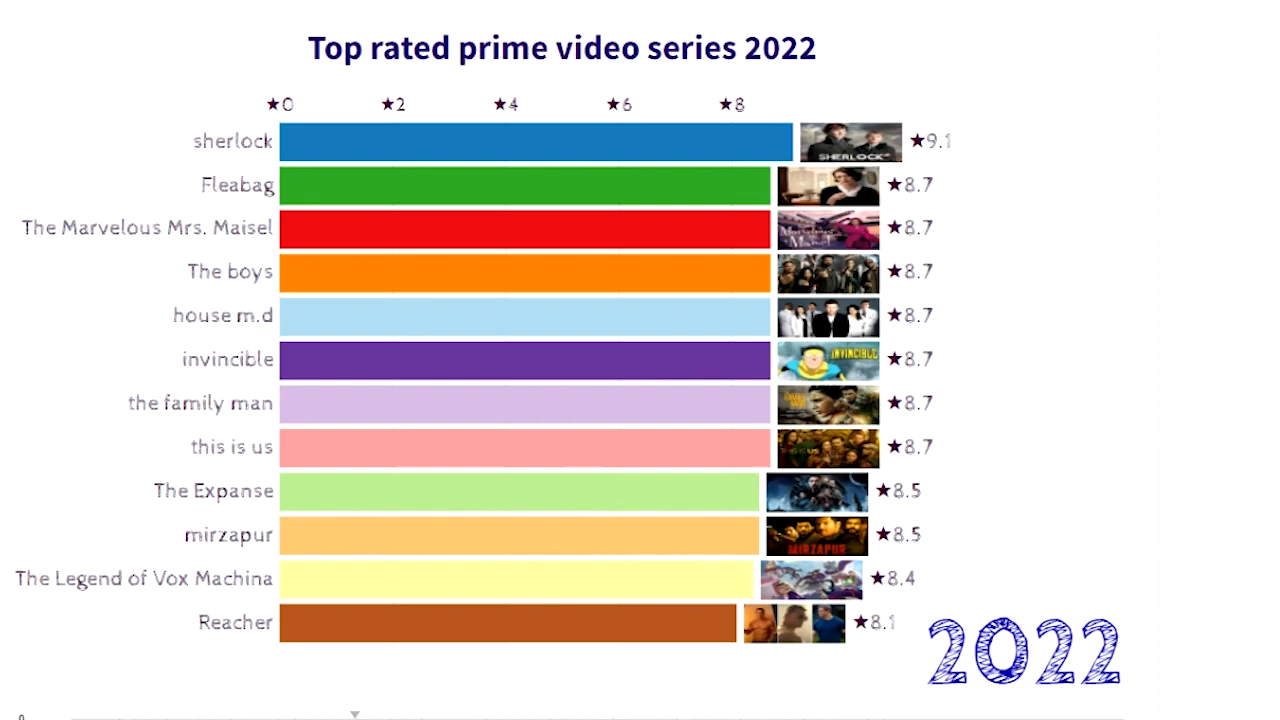 Top rated prime video series 2022
★0 ★2 ★4 ★6 ★8
sherlock SHERLOCK ★9.1
Fleabag ★8.7
The Marvelous Mrs. Maisel ★8.7
The boys ★8.7
house m.d ★8.7
invincible INVINCIBLE ★8.7
the family man ★8.7
this is us ★8.7
The Expanse ★8.5
mirzapur MIRZAPUR ★8.5
The Legend of Vox Machina ★8.4
Reacher ★8.1
2022